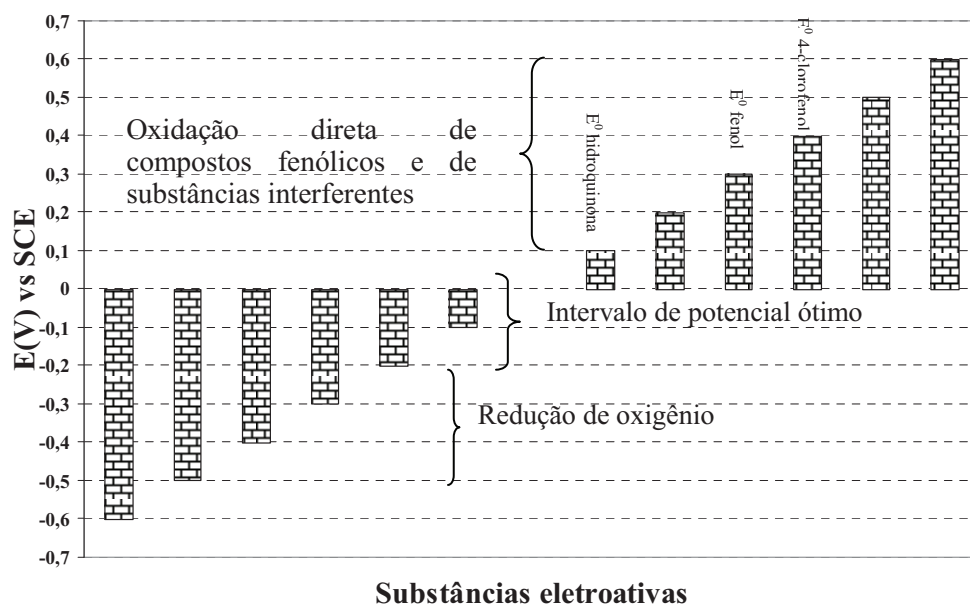 0,7
0,6
0,5
0,4
0,3
0,2
0,1
0
-0,1
-0,2
-0,3
-0,4
-0,5
-0,6
-0,7
E(V) vs SCE
Oxidação direta de
compostos fenólicos e de
substâncias interferentes
E⁰ hidroquinona
E⁰ fenol
E⁰ 4-clorofenol
Intervalo de potencial ótimo
Redução de oxigênio
Substâncias eletroativas